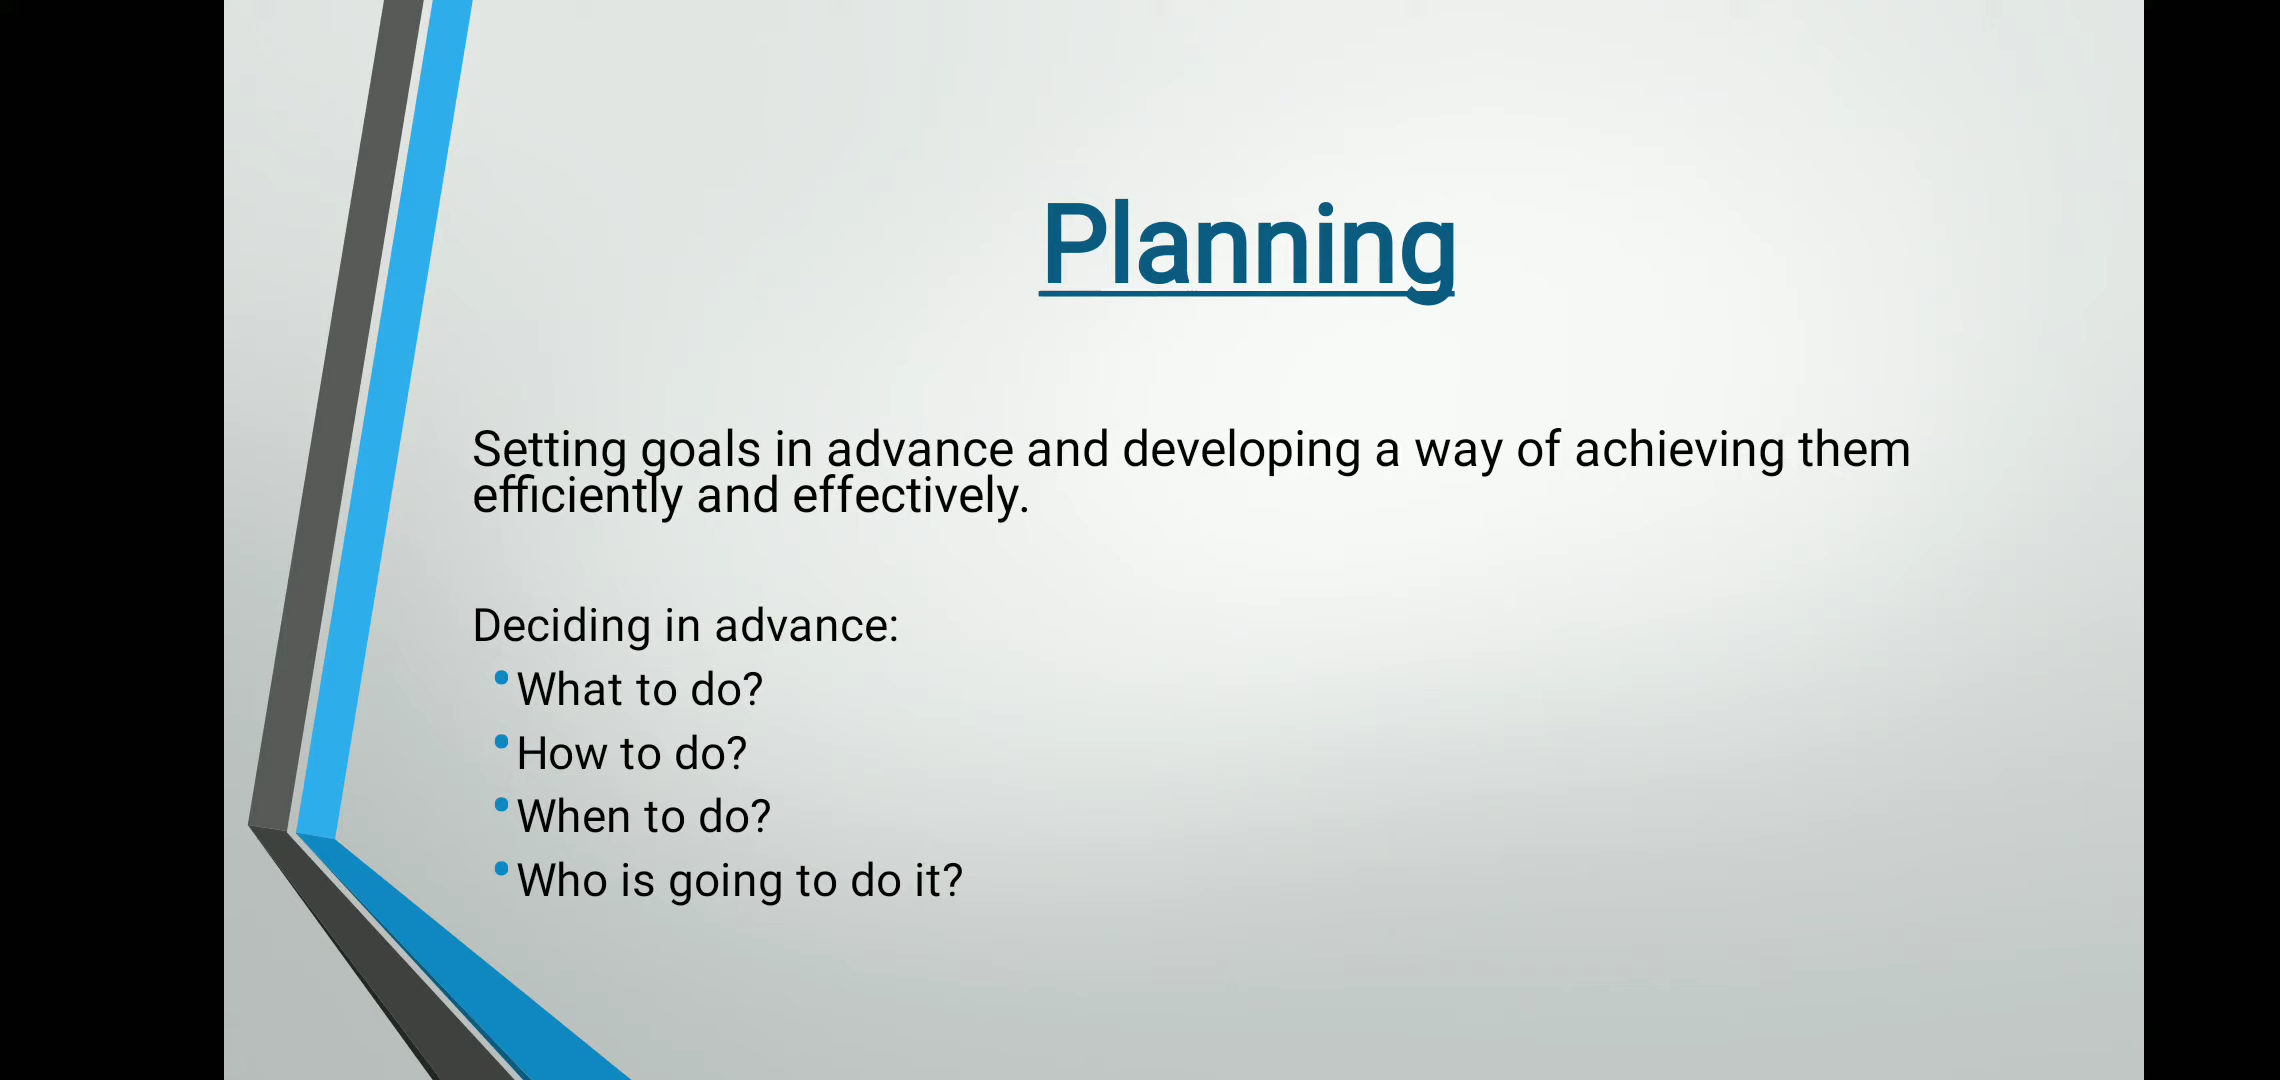 Planning
Setting goals in advance and developing a way of achieving them
efficiently and effectively.
Deciding in advance:
• What to do?
• How to do?
• When to do?
• Who is going to do it?